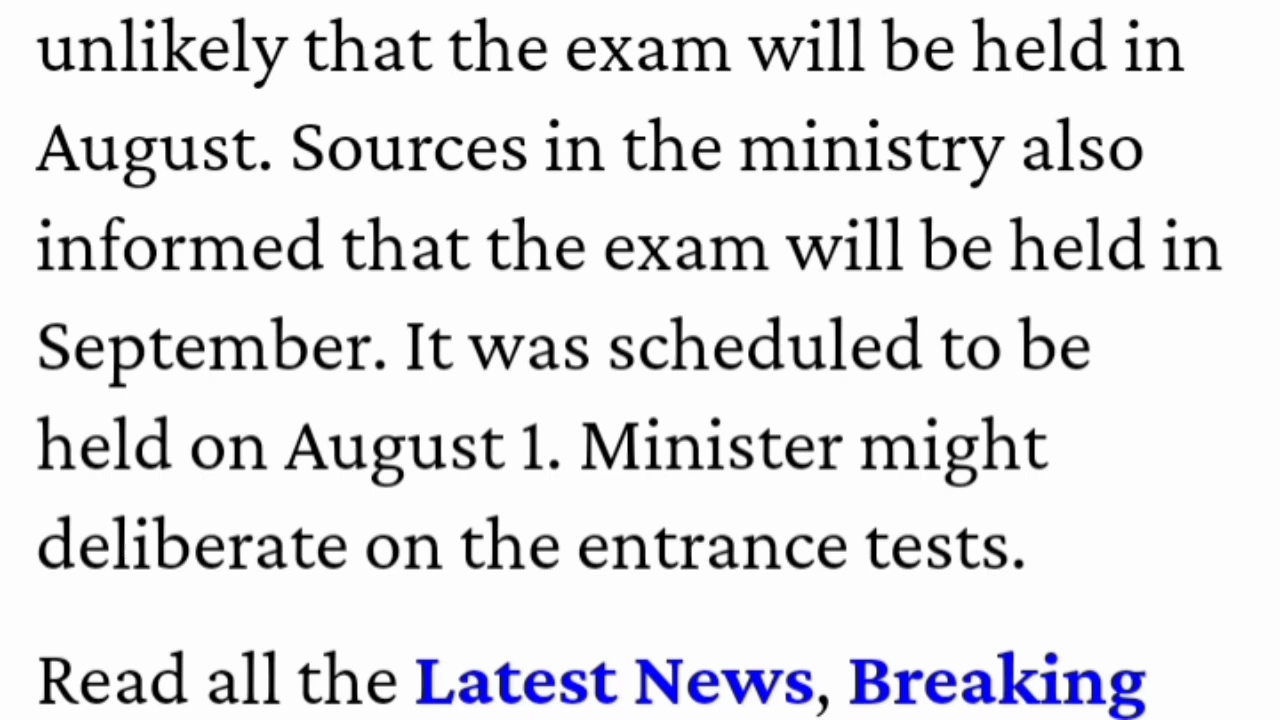 unlikely that the exam will be held in
August. Sources in the ministry also
informed that the exam will be held in
September. It was scheduled to be
held on August 1. Minister might
deliberate on the entrance tests.
Read all the Latest News, Breaking